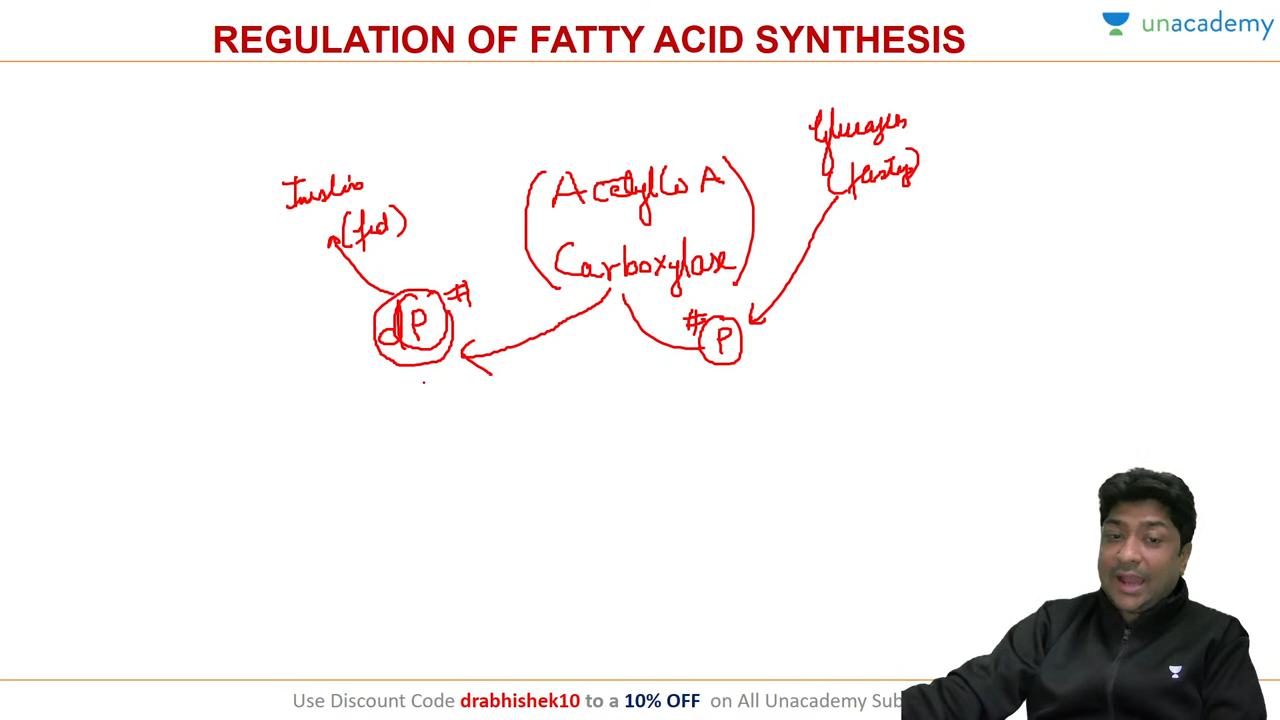 REGULATION OF FATTY ACID SYNTHESIS
unacademy
Glucagon
(fasting)
Insulin
(fed)
Acetyl CoA
Carboxylase
#
dP
#
P
Use Discount Code drabhishek10 to a 10% OFF on All Unacademy Sub